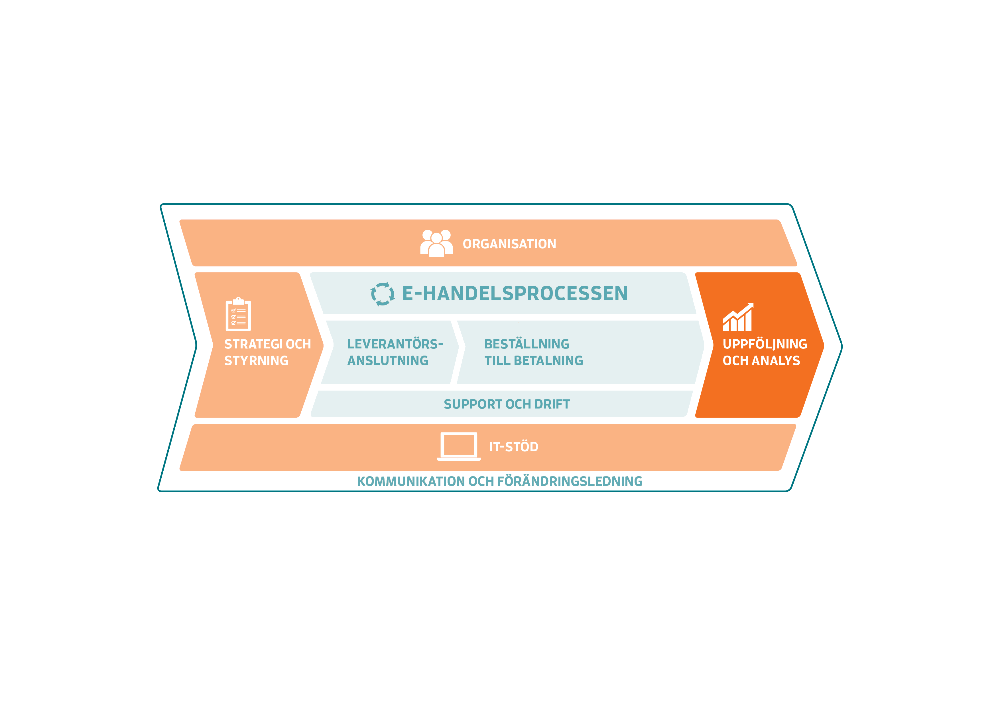 ORGANISATION
E-HANDELSPROCESSEN
STRATEGI OCH
STYRNING
LEVERANTÖRS-
ANSLUTNING
BESTÄLLNING
TILL BETALNING
UPPFÖLJNING
OCH ANALYS
SUPPORT OCH DRIFT
IT-STÖD
KOMMUNIKATION OCH FÖRÄNDRINGSLEDNING